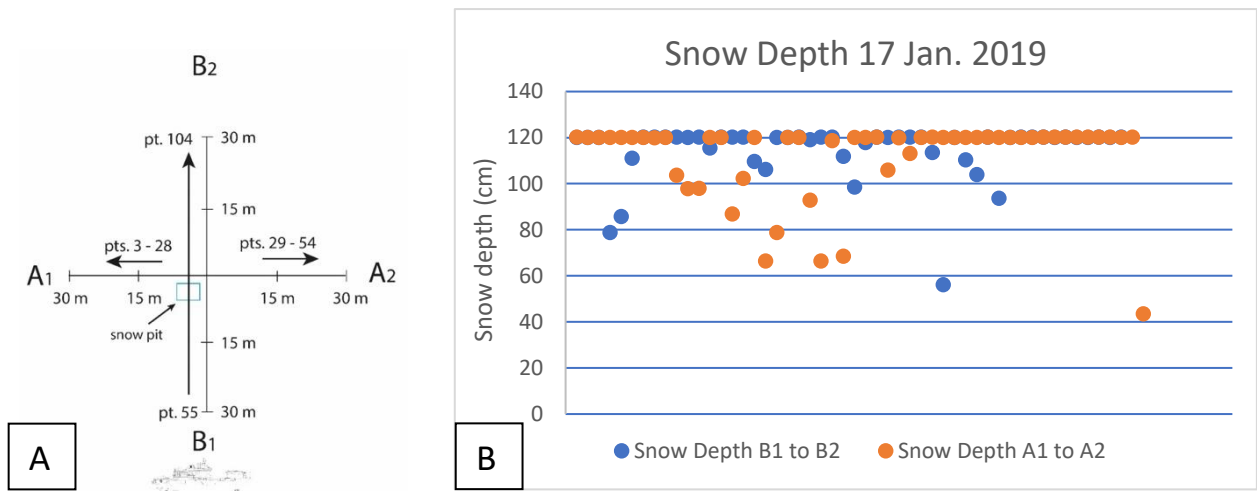 B2
pt. 104
30 m
15 m
pts. 3 - 28
pts. 29 - 54
A1
A2
30 m
15 m
15 m
30 m
snow pit
15 m
pt. 55
30 m
B1
A
Snow Depth 17 Jan. 2019
Snow depth (cm)
140
120
100
80
60
40
20
0
Snow Depth B1 to B2
Snow Depth A1 to A2
B